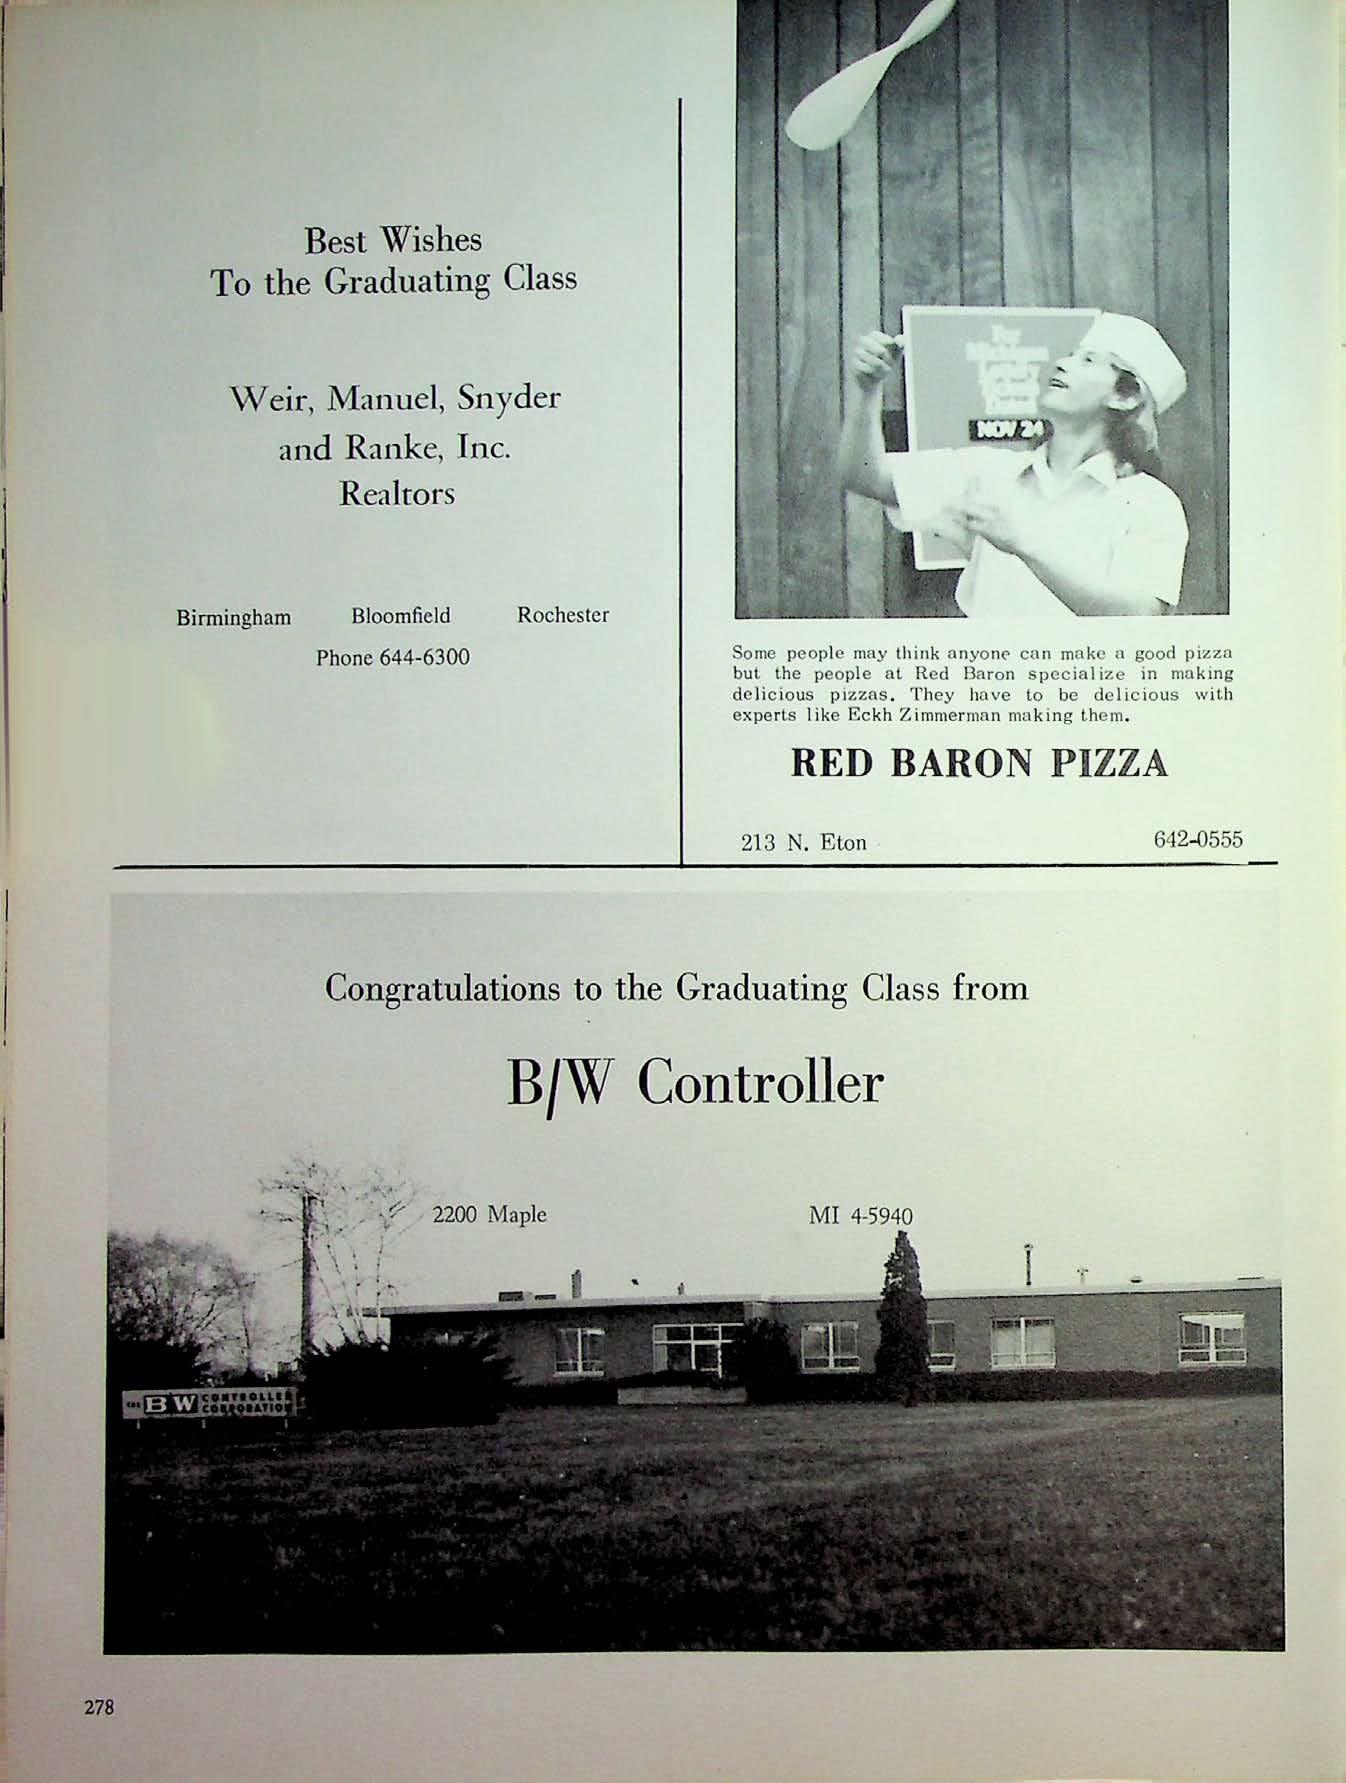 Best Wishes
To the Graduating Class
Weir, Manuel, Snyder
and Ranke, Inc.
Realtors
Birmingham Bloomfield Rochester
Phone 644-6300
NOV 24
Some people may think anyone can make a good pizza
but the people at Red Baron specialize in making
delicious pizzas. They have to be delicious with
experts like Eckh Zimmerman making them.
RED BARON PIZZA
213 N. Eton 642-0555
Congratulations to the Graduating Class from
B/W Controller
2200 Maple MI 4-5940
THE B W CONTROLLER
CORPORATION
278